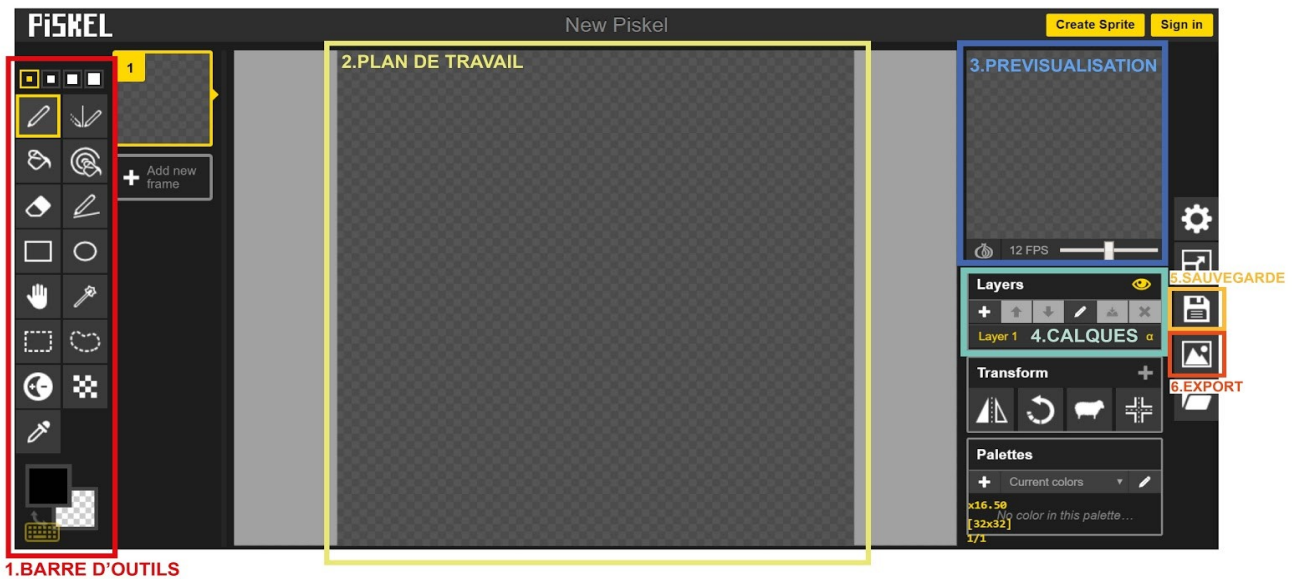 PiSKEL
New Piskel
Create Sprite
Sign in
1
2.PLAN DE TRAVAIL
3.PREVISUALISATION
Add new
frame
12 FPS
Layers
5.SAUVEGARDE
Layer 1
4.CALQUES
α
Transform
6.EXPORT
Palettes
Current colors
x16.50
No color in this palette...
[32x32]
1/1
1.BARRE D'OUTILS